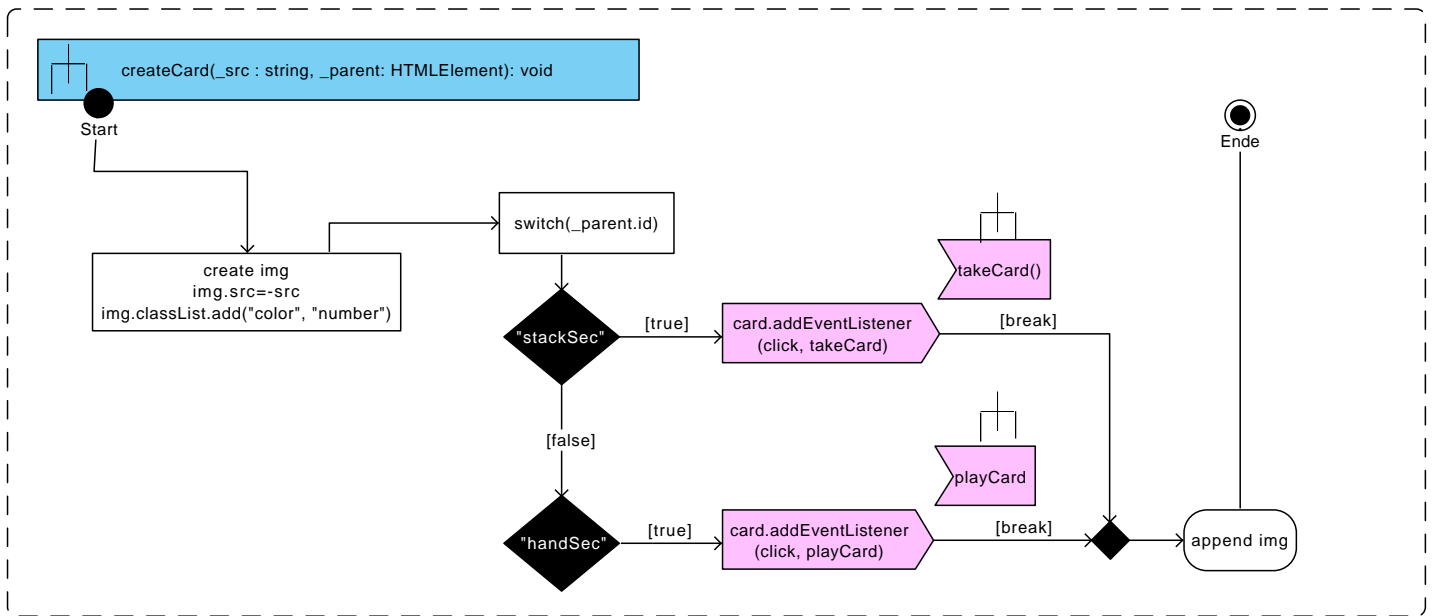 createCard(_src : string, _parent: HTMLElement): void
Start
Ende
switch(_parent.id)
create img
img.src=-src
img.classList.add("color", "number")
takeCard()
"stackSec"
[true]
card.addEventListener
(click, takeCard)
[break]
[false]
playCard
"handSec"
[true]
card.addEventListener
(click, playCard)
[break]
append img